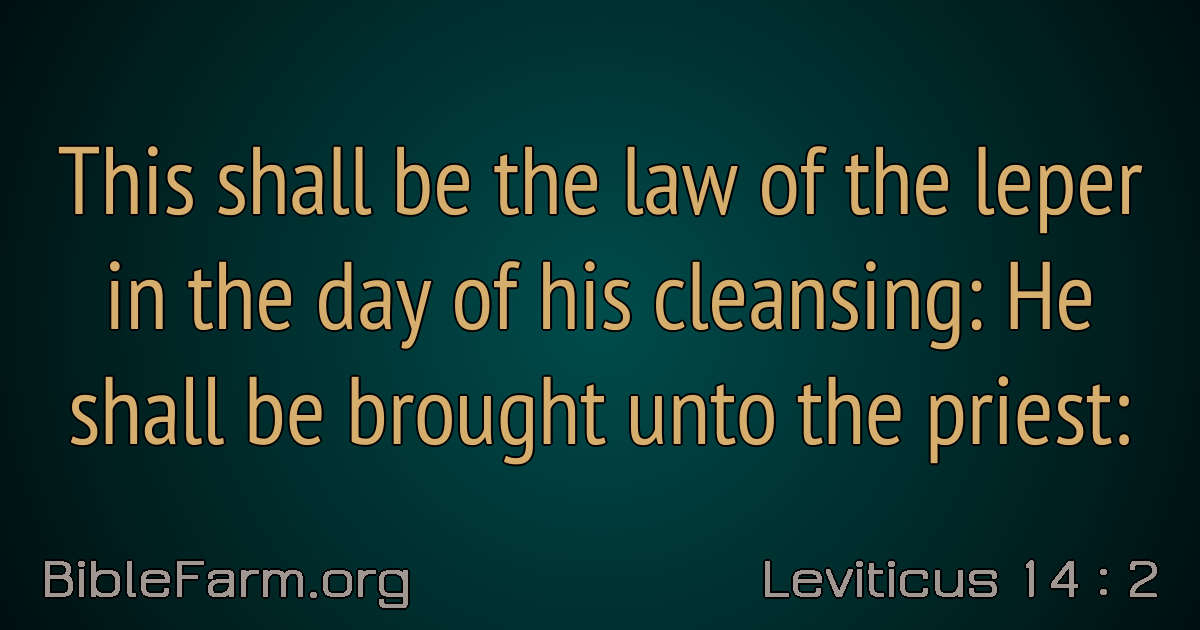 This shall be the law of the leper
in the day of his cleansing: He
shall be brought unto the priest:
BibleFarm.org
Leviticus 14 : 2